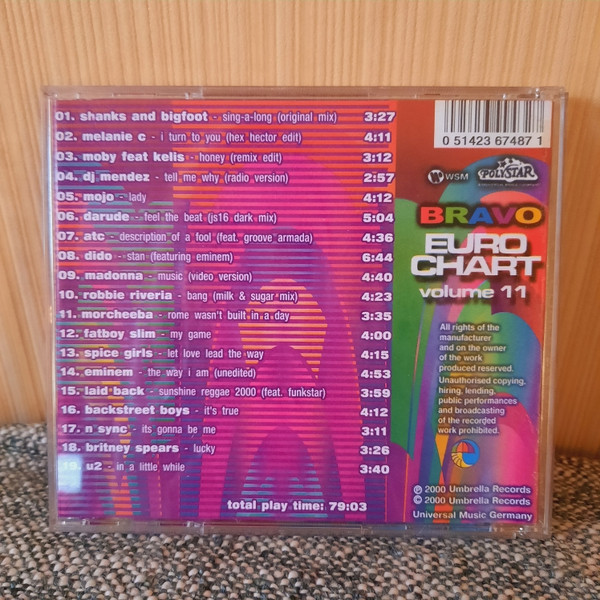 01. shanks and bigfoot - sing-a-long (original mix) 3:27
02. melanie c - i turn to you (hex hector edit) 4:11
03. moby feat kelis - honey (remix edit) 3:12
04. dj mendez - tell me why (radio version) 2:57
05. mojo - lady 4:12
06. darude - feel the beat (js16 dark mix) 5:04
07. atc - description of a fool (feat. groove armada) 4:36
08. dido - stan (featuring eminem) 6:44
09. madonna - music (video version) 4:40
10. robbie riveria - bang (milk & sugar mix) 4:23
11. morcheeba - rome wasn't built in a day 3:35
12. fatboy slim - my game 4:00
13. spice girls - let love lead the way 4:15
14. eminem - the way i am (unedited) 4:53
15. laid back - sunshine reggae 2000 (feat. funkstar) 3:59
16. backstreet boys - it's true 4:12
17. n sync - its gonna be me 3:11
18. britney spears - lucky 3:26
19. u2 - in a little while 3:40
total play time: 79:03
0 51423 67487 1
WSM
POLYSTAR
BRAVO
EURO
CHART
volume 11
All rights of the
manufacturer
and on the owner
of the work
produced reserved.
Unauthorised copying,
hiring, lending,
public performances
and broadcasting
of the recorded
work prohibited.
℗ 2000 Umbrella Records
© 2000 Umbrella Records
Universal Music Germany